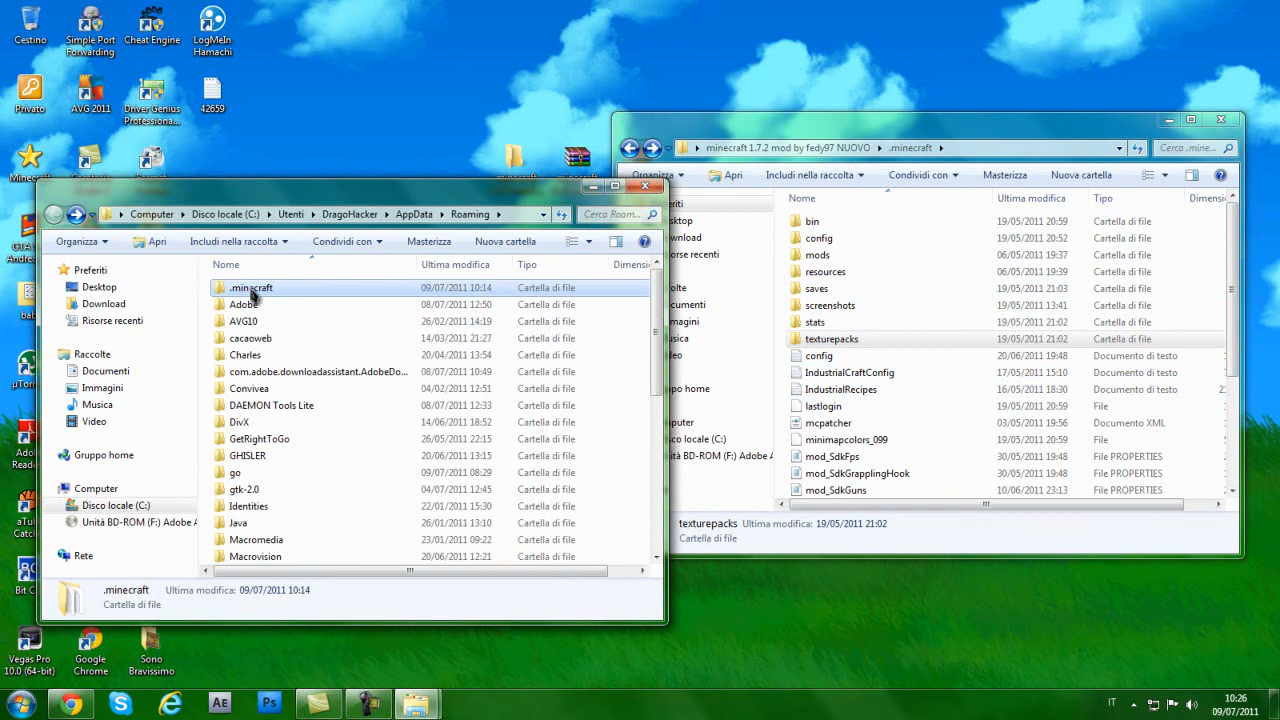 Cestino
Simple Port
Forwarding
Cheat Engine
LogMeIn
Hamachi
Privato
AVG 2011
Driver Genius
Professiona...
42659
Minecraft
minecraft 1.7.2 mod by fedy97 NUOVO
.minecraft
Cerca .mine...
Organizza
Apri
Includi nella raccolta
Condividi con
Masterizza
Nuova cartella
Nome
Ultima modifica
Tipo
Dimensi
bin 19/05/2011 20:59 Cartella di file
config 19/05/2011 20:52 Cartella di file
mods 06/05/2011 19:37 Cartella di file
resources 06/05/2011 13:39 Cartella di file
saves 19/05/2011 21:01 Cartella di file
screenshots 19/05/2011 13:41 Cartella di file
stats 19/05/2011 21:02 Cartella di file
texturepacks 19/05/2011 21:02 Cartella di file
config 20/06/2011 19:48 Documento di testo
IndustrialCraftConfig 17/05/2011 15:10 Documento di testo
IndustrialRecipes 16/05/2011 18:30 Documento di testo
lastlogin 19/05/2011 20:59 File
mcpatcher 03/05/2011 19:56 Documento XML
minimapcolors_099 19/05/2011 20:59 File
mod_SdkFps 30/05/2011 19:48 File PROPERTIES
mod_SdkGrapplingHook 30/05/2011 19:48 File PROPERTIES
mod_SdkGuns 10/06/2011 23:13 File PROPERTIES
texturepacks Ultima modifica: 19/05/2011 21:02
Cartella di file
Computer
Disco locale (C:)
Utenti
DragoHacker
AppData
Roaming
Cerca Roam...
Organizza
Apri
Includi nella raccolta
Condividi con
Masterizza
Nuova cartella
Preferiti
Desktop
Download
Risorse recenti
Raccolte
Documenti
Immagini
Musica
Video
Gruppo home
Computer
Disco locale (C:)
Unità BD-ROM (F:) Adobe
Rete
Nome
Ultima modifica
Tipo
Dimensi
.minecraft 09/07/2011 10:14 Cartella di file
Adobe 08/07/2011 12:50 Cartella di file
AVG10 26/02/2011 14:19 Cartella di file
cacaoweb 14/03/2011 21:27 Cartella di file
Charles 20/04/2011 13:54 Cartella di file
com.adobe.downloadassistant.AdobeDo... 08/07/2011 10:49 Cartella di file
Convivea 04/02/2011 12:51 Cartella di file
DAEMON Tools Lite 08/07/2011 12:33 Cartella di file
DivX 14/06/2011 18:52 Cartella di file
GetRightToGo 26/05/2011 22:15 Cartella di file
GHISLER 20/06/2011 13:15 Cartella di file
go 09/07/2011 08:29 Cartella di file
gtk-2.0 04/07/2011 12:45 Cartella di file
Identities 22/01/2011 15:30 Cartella di file
Java 26/01/2011 13:10 Cartella di file
Macromedia 23/01/2011 09:22 Cartella di file
Macrovision 20/06/2011 12:21 Cartella di file
.minecraft Ultima modifica: 09/07/2011 10:14
Cartella di file
Vegas Pro
10.0 (64-bit)
Google
Chrome
Sono
Bravissimo
AE
Ps
IT
10:26
09/07/2011